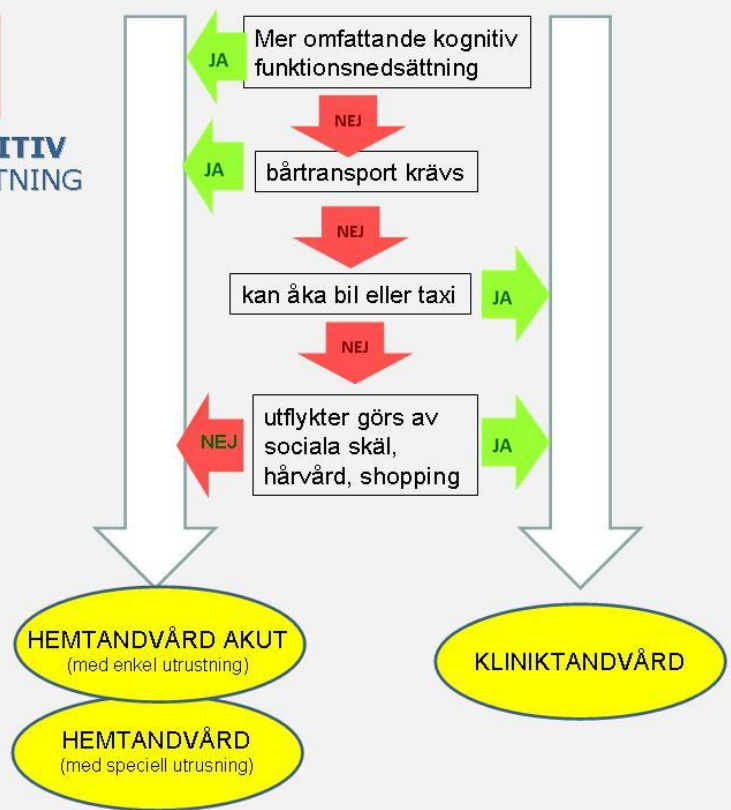 Mer omfattande kognitiv
funktionsnedsättning
JA
NEJ
ITIV
TNING
bårtransport krävs
JA
NEJ
kan åka bil eller taxi
JA
NEJ
utflykter görs av
sociala skäl,
hårvård, shopping
NEJ
JA
HEMTANDVÅRD AKUT
(med enkel utrustning)
KLINIKTANDVÅRD
HEMTANDVÅRD
(med speciell utrusning)